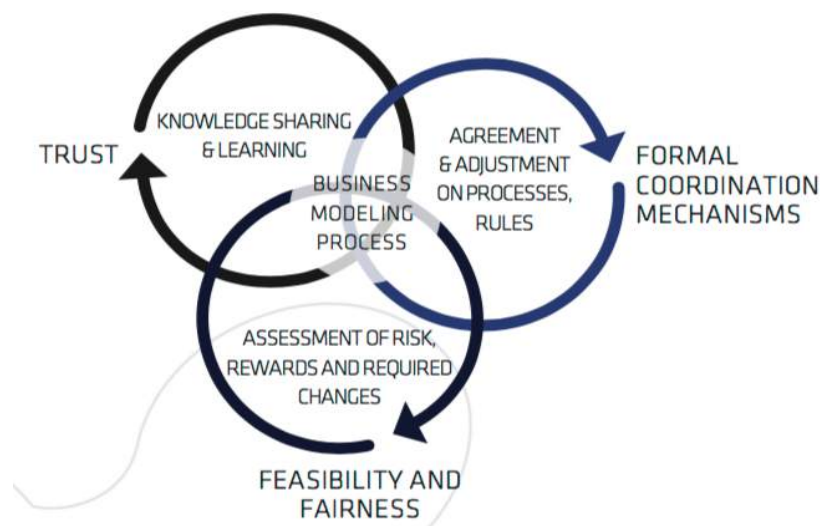 KNOWLEDGE SHARING
& LEARNING
TRUST
AGREEMENT
& ADJUSTMENT
ON PROCESSES,
RULES
FORMAL
COORDINATION
MECHANISMS
BUSINESS
MODELING
PROCESS
ASSESSMENT OF RISK,
REWARDS AND REQUIRED
CHANGES
FEASIBILITY AND
FAIRNESS